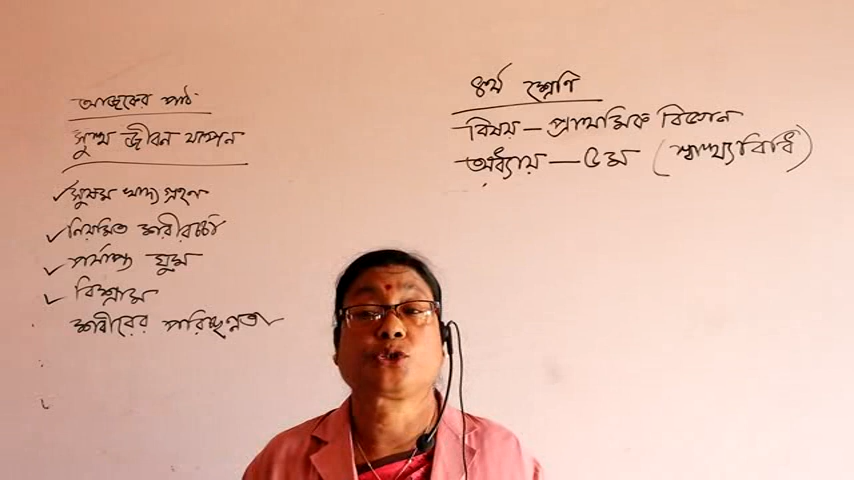 আজকের পাঠ
সুস্থ জীবন যাপন
সুষম খাদ্য গ্রহণ
নিয়মিত শরীরচর্চা
পর্যাপ্ত ঘুম
বিশ্রাম
শরীরের পরিচ্ছন্নতা
৪র্থ শ্রেণি
বিষয় – প্রাথমিক বিজ্ঞান
অধ্যায় – ৫ম (স্বাস্থ্যবিধি)